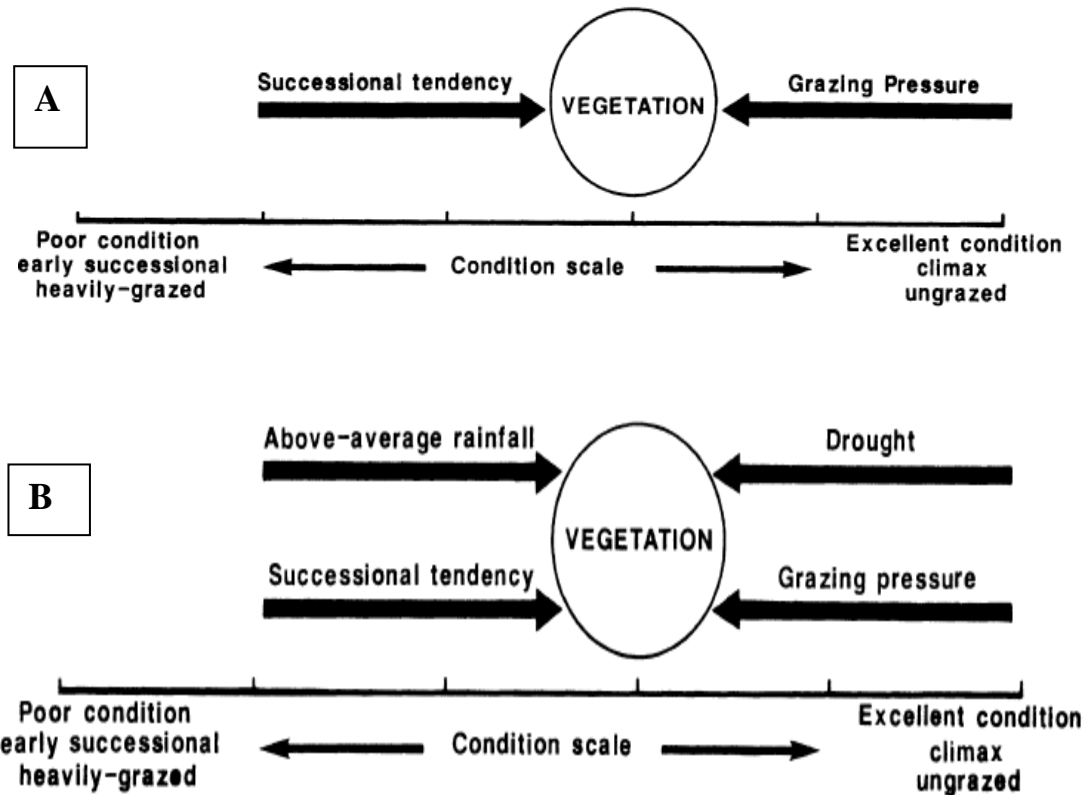 A
Successional tendency
Grazing Pressure
VEGETATION
Poor condition
early successional
heavily-grazed
Condition scale
Excellent condition
climax
ungrazed
B
Above-average rainfall
Drought
VEGETATION
Successional tendency
Grazing pressure
Poor condition
early successional
heavily-grazed
Condition scale
Excellent condition
climax
ungrazed